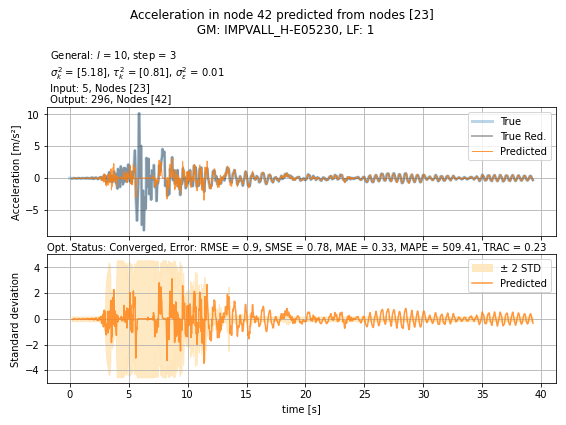 Acceleration in node 42 predicted from nodes [23]
GM: IMPVALL_H-E05230, LF: 1
General: l = 10, step = 3
σ²ₖ = [5.18], τ²ₖ = [0.81], σ²ε = 0.01
Input: 5, Nodes [23]
Output: 296, Nodes [42]
Acceleration [m/s²]
10
5
0
−5
True
True Red.
Predicted
Opt. Status: Converged, Error: RMSE = 0.9, SMSE = 0.78, MAE = 0.33, MAPE = 509.41, TRAC = 0.23
Standard deviation
4
2
0
−2
−4
± 2 STD
Predicted
0 5 10 15 20 25 30 35 40
time [s]